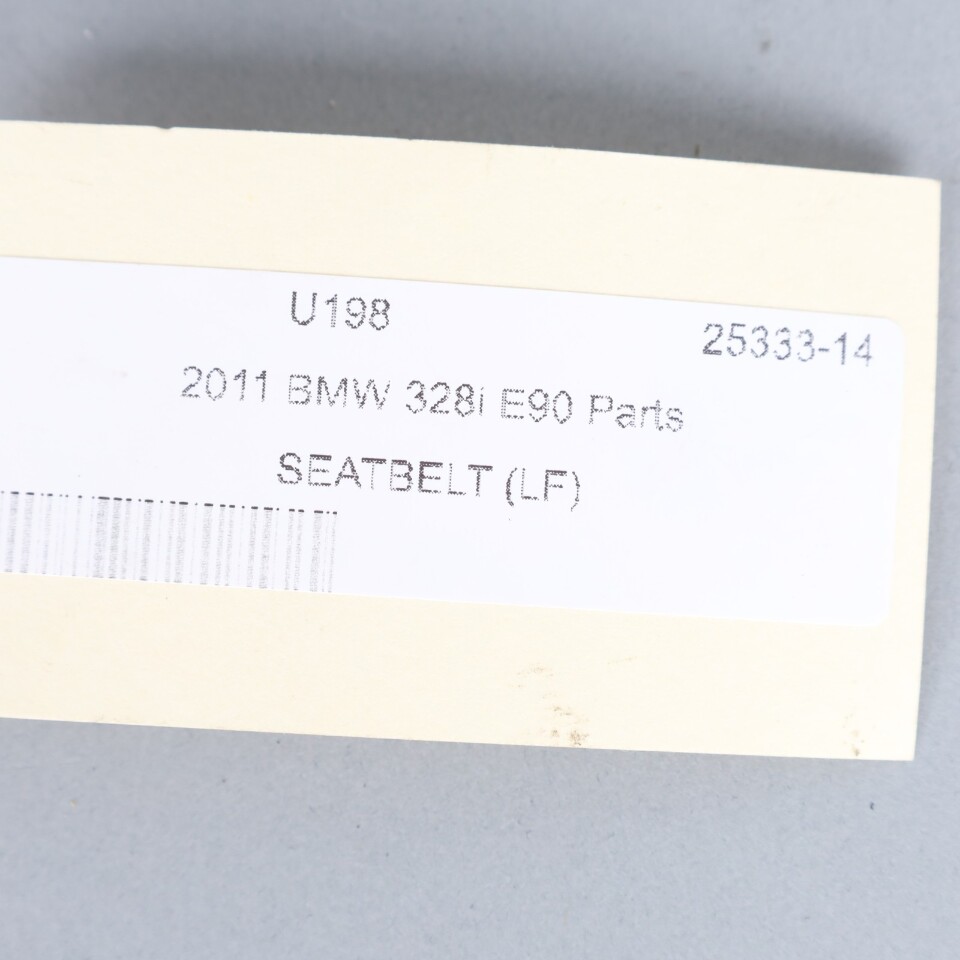 U198 25333-14
2011 BMW 328i E90 Parts
SEATBELT (LF)